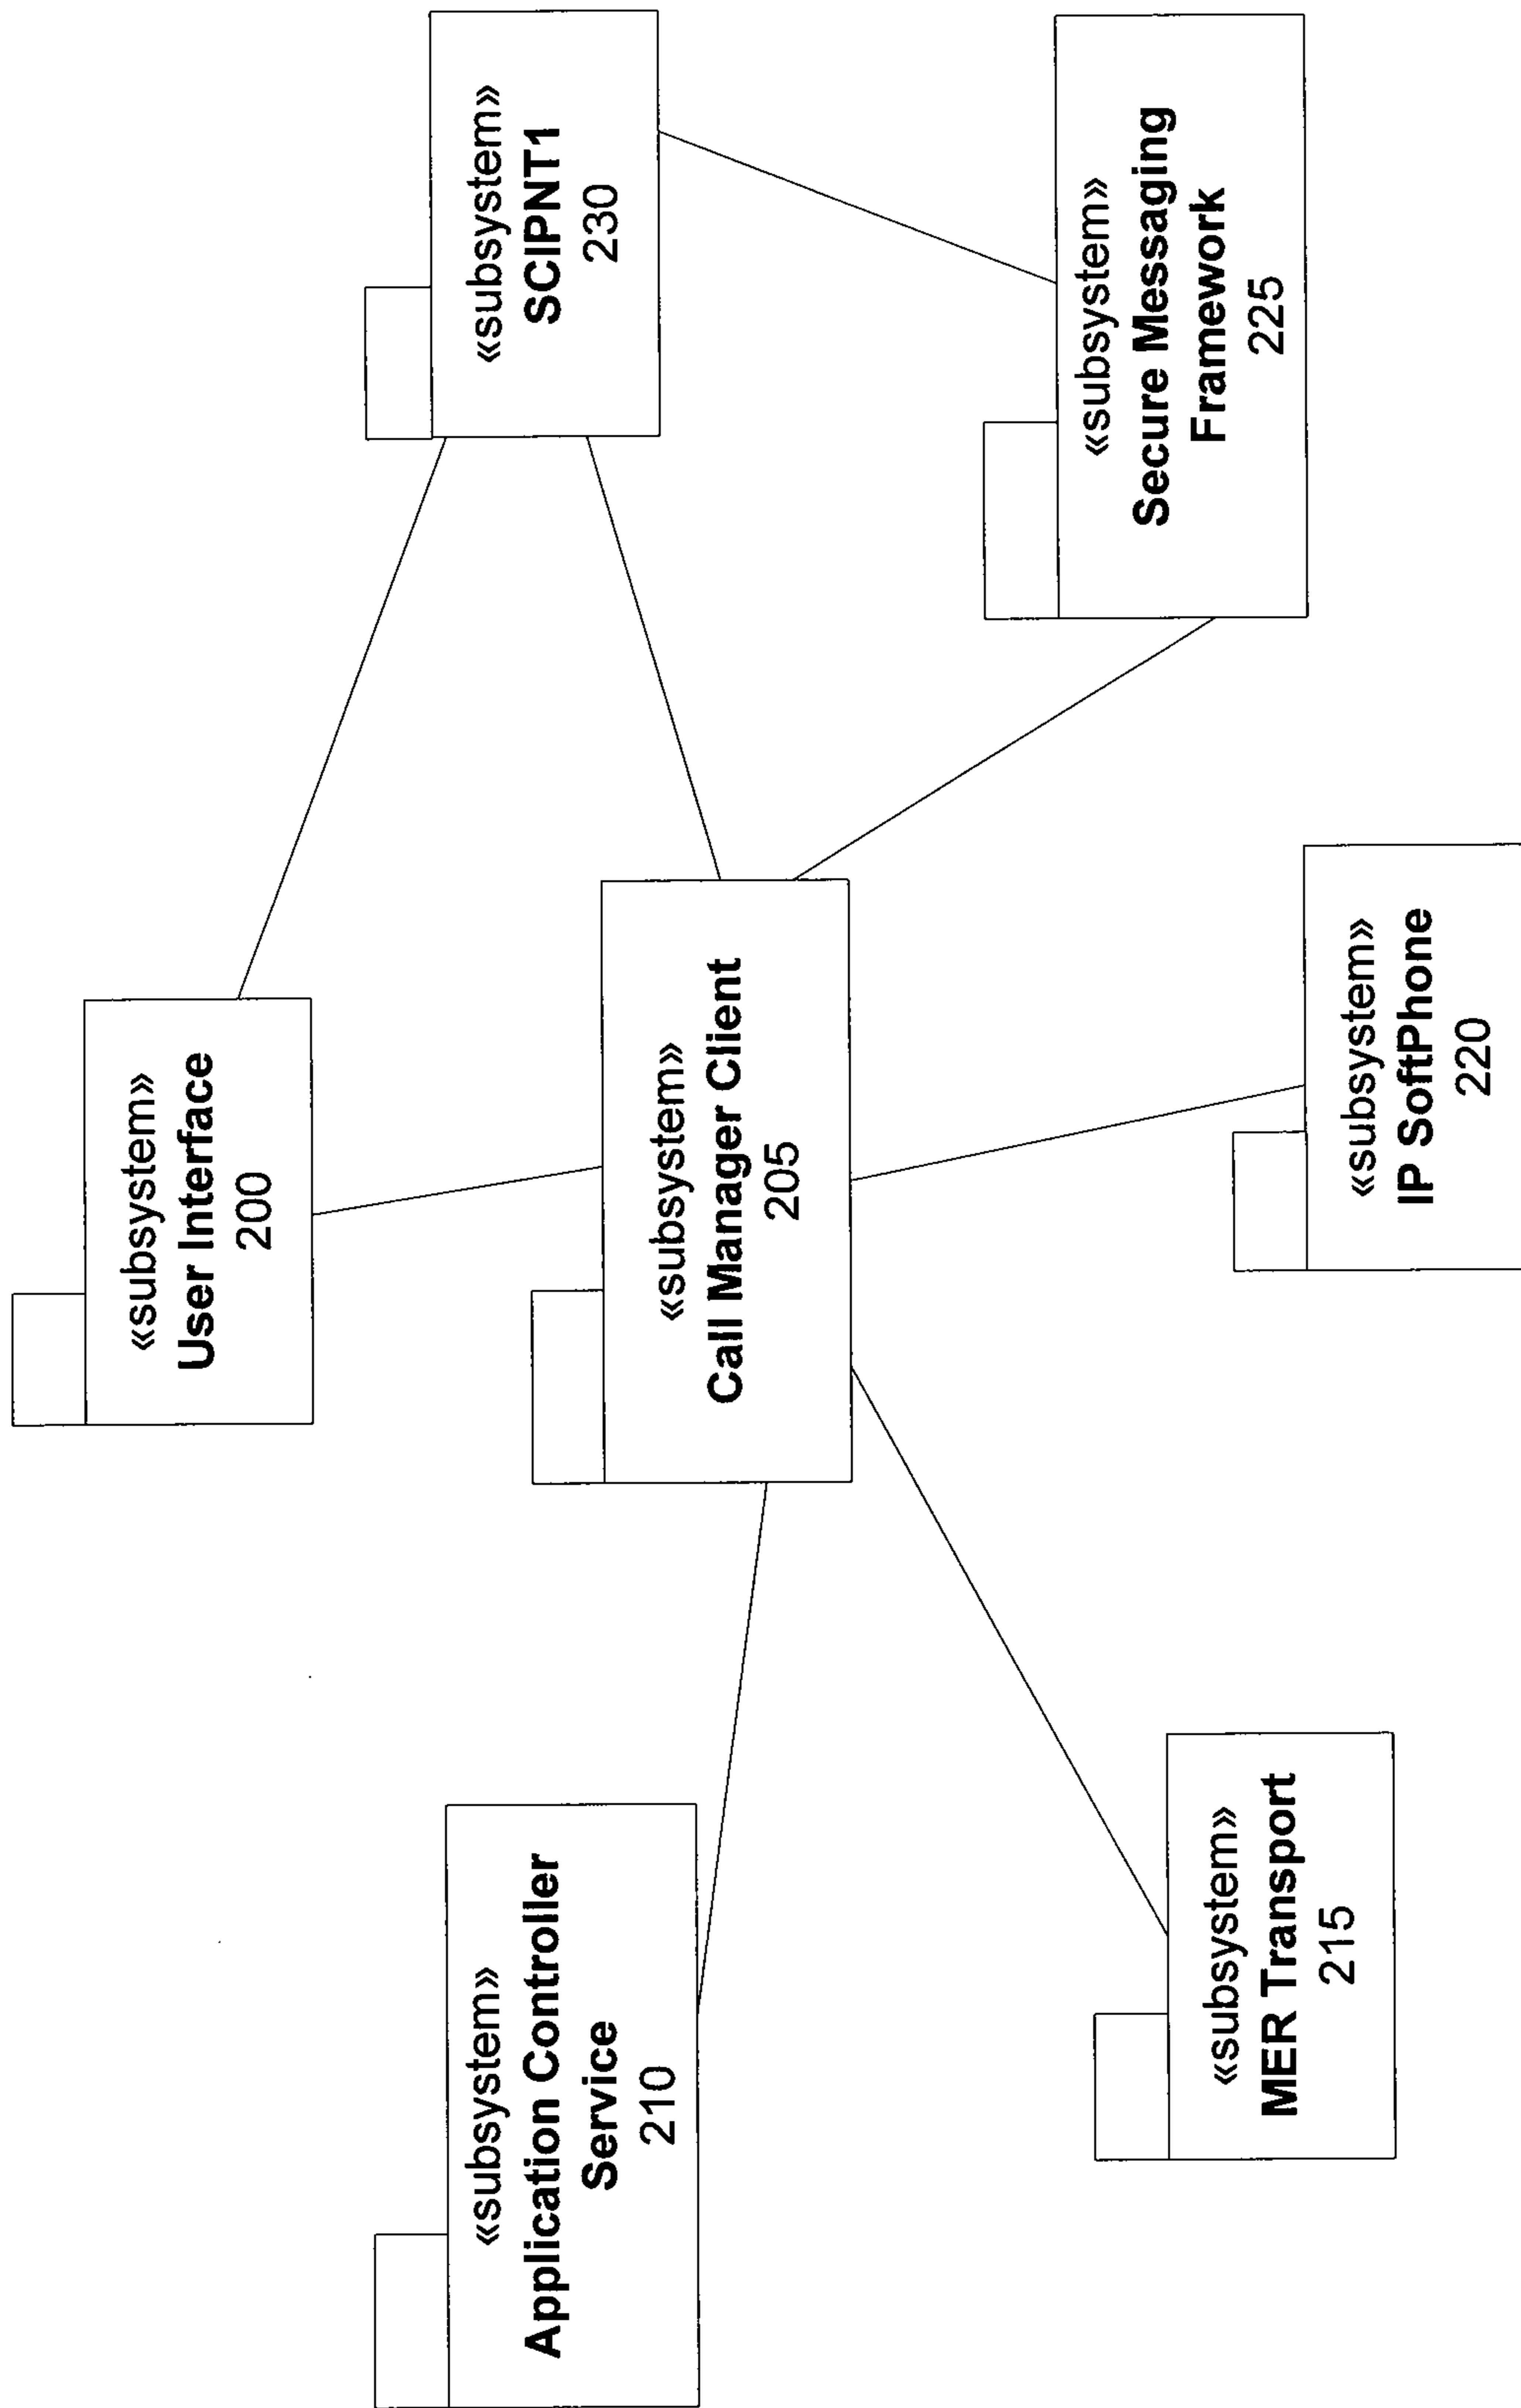 «subsystem»
User Interface
200
«subsystem»
SCIPNT1
230
«subsystem»
Application Controller
Service
210
«subsystem»
Call Manager Client
205
«subsystem»
Secure Messaging
Framework
225
«subsystem»
MER Transport
215
«subsystem»
IP SoftPhone
220